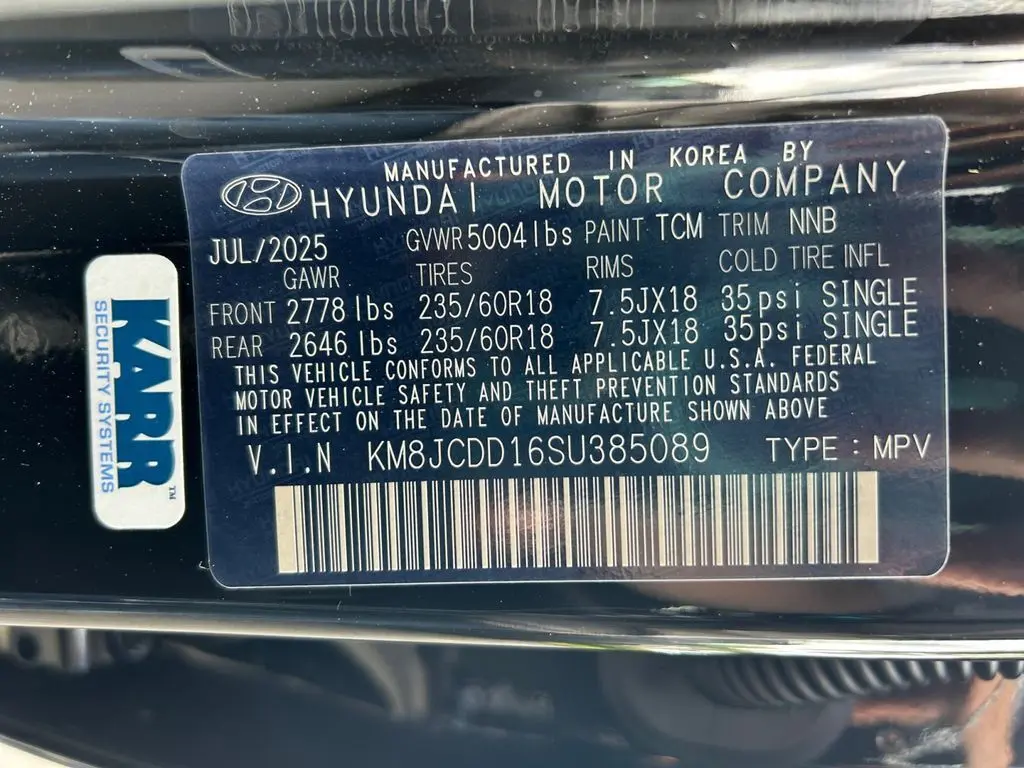 MANUFACTURED IN KOREA BY
HYUNDAI MOTOR COMPANY
JUL/2025 GVWR 5004lbs PAINT TCM TRIM NNB
GAWR TIRES RIMS COLD TIRE INFL
FRONT 2778 lbs 235/60R18 7.5JX18 35psi SINGLE
REAR 2646 lbs 235/60R18 7.5JX18 35psi SINGLE
THIS VEHICLE CONFORMS TO ALL APPLICABLE U.S.A. FEDERAL
MOTOR VEHICLE SAFETY AND THEFT PREVENTION STANDARDS
IN EFFECT ON THE DATE OF MANUFACTURE SHOWN ABOVE
V.I.N KM8JCDD16SU385089 TYPE : MPV
KARR™
SECURITY SYSTEMS